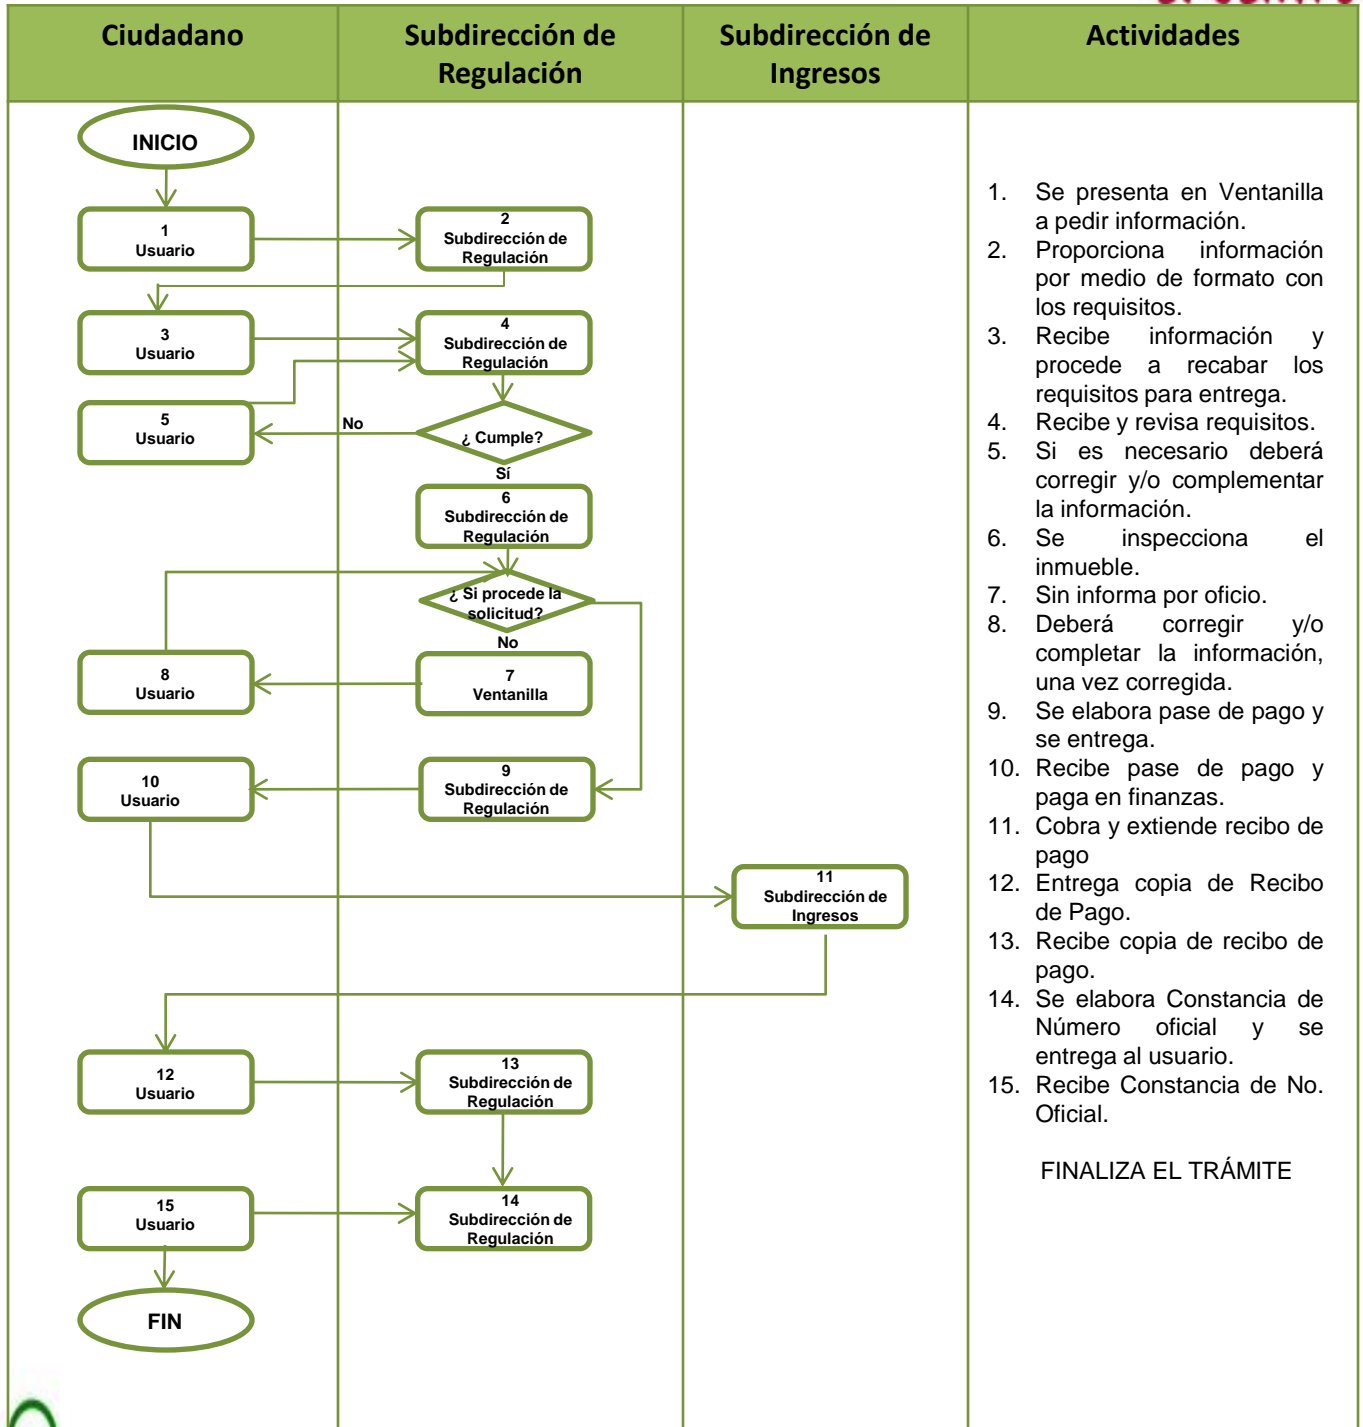 Ciudadano
Subdirección de
Regulación
Subdirección de
Ingresos
Actividades
INICIO
1
Usuario
2
Subdirección de
Regulación
3
Usuario
4
Subdirección de
Regulación
5
Usuario
No
¿ Cumple?
Sí
6
Subdirección de
Regulación
¿ Si procede la
solicitud?
No
8
Usuario
7
Ventanilla
10
Usuario
9
Subdirección de
Regulación
11
Subdirección de
Ingresos
12
Usuario
13
Subdirección de
Regulación
15
Usuario
14
Subdirección de
Regulación
FIN
1. Se presenta en Ventanilla
a pedir información.
2. Proporciona información
por medio de formato con
los requisitos.
3. Recibe información y
procede a recabar los
requisitos para entrega.
4. Recibe y revisa requisitos.
5. Si es necesario deberá
corregir y/o complementar
la información.
6. Se inspecciona el
inmueble.
7. Sin informa por oficio.
8. Deberá corregir y/o
completar la información,
una vez corregida.
9. Se elabora pase de pago y
se entrega.
10. Recibe pase de pago y
paga en finanzas.
11. Cobra y extiende recibo de
pago
12. Entrega copia de Recibo
de Pago.
13. Recibe copia de recibo de
pago.
14. Se elabora Constancia de
Número oficial y se
entrega al usuario.
15. Recibe Constancia de No.
Oficial.
FINALIZA EL TRÁMITE